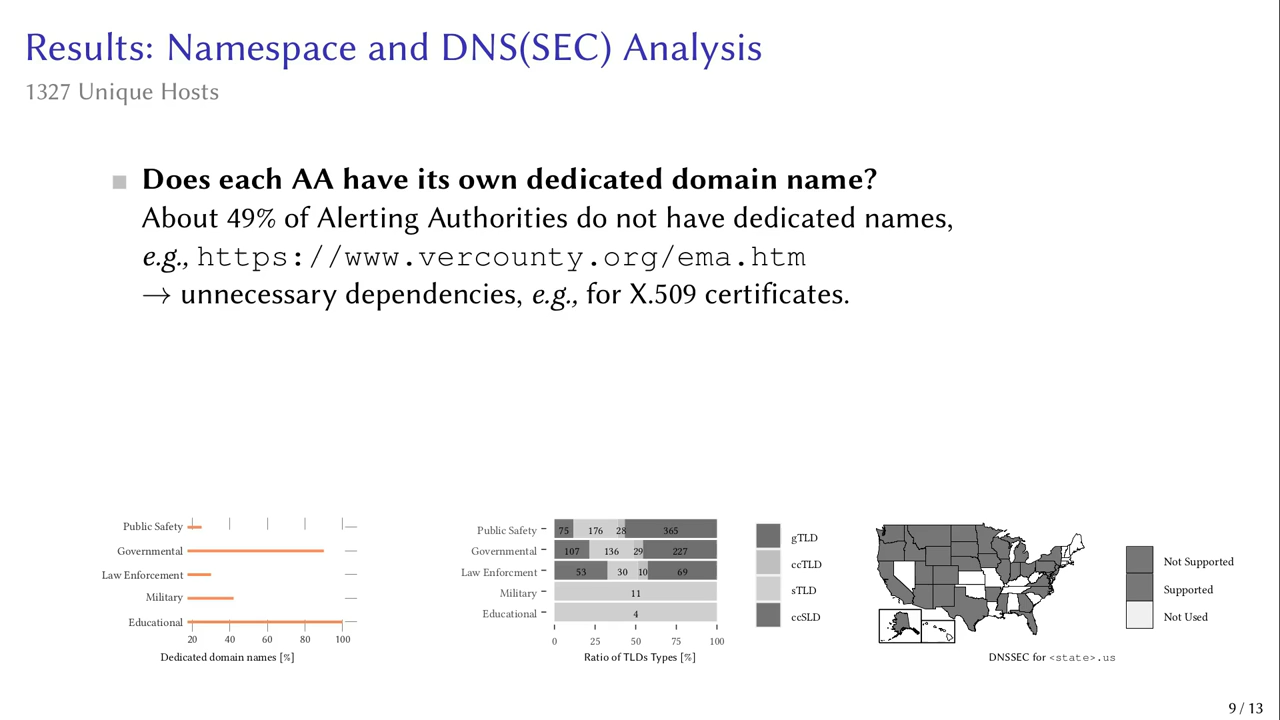 Results: Namespace and DNS(SEC) Analysis
1327 Unique Hosts
Does each AA have its own dedicated domain name?
About 49% of Alerting Authorities do not have dedicated names,
e.g., https://www.vercounty.org/ema.htm
→ unnecessary dependencies, e.g., for X.509 certificates.
Public Safety
Governmental
Law Enforcement
Military
Educational
20 40 60 80 100
Dedicated domain names [%]
Public Safety 75 176 28 365
Governmental 107 136 29 227
Law Enforcement 53 30 10 69
Military 11
Educational 4
0 25 50 75 100
Ratio of TLDs Types [%]
gTLD
ccTLD
sTLD
ccSLD
Not Supported
Supported
Not Used
DNSSEC for <state>.us
9 / 13